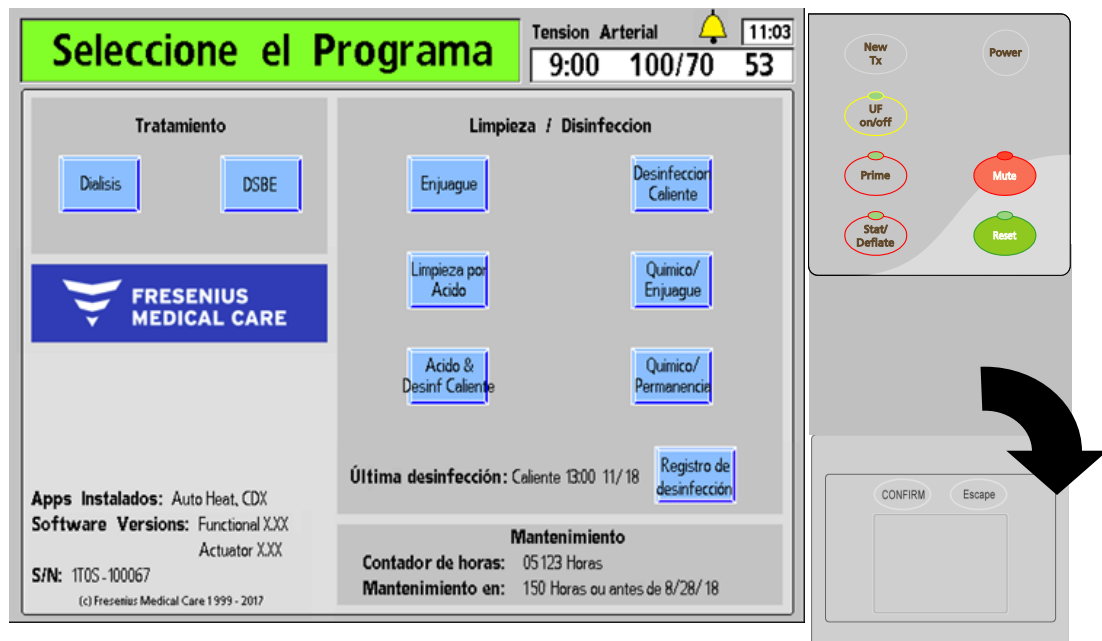 Seleccione el Programa
Tension Arterial
11:03
9:00 100/70 53
Tratamiento
Dialisis
DSBE
FRESENIUS
MEDICAL CARE
Apps Instalados: Auto Heat, CDX
Software Versions: Functional X.XX
Actuator X.XX
S/N: 1T0S-100067
(c) Fresenius Medical Care 1999 - 2017
Limpieza / Disinfeccion
Enjuague
Desinfeccion
Caliente
Limpieza por
Acido
Quimico/
Enjuague
Acido &
Desinf Caliente
Quimico/
Permanencia
Última desinfección: Caliente 13:00 11/18
Registro de
desinfección
Mantenimiento
Contador de horas: 05123 Horas
Mantenimiento en: 150 Horas ou antes de 8/28/18
New
Tx
Power
UF
on/off
Prime
Mute
Stat/
Deflate
Reset
CONFIRM
Escape